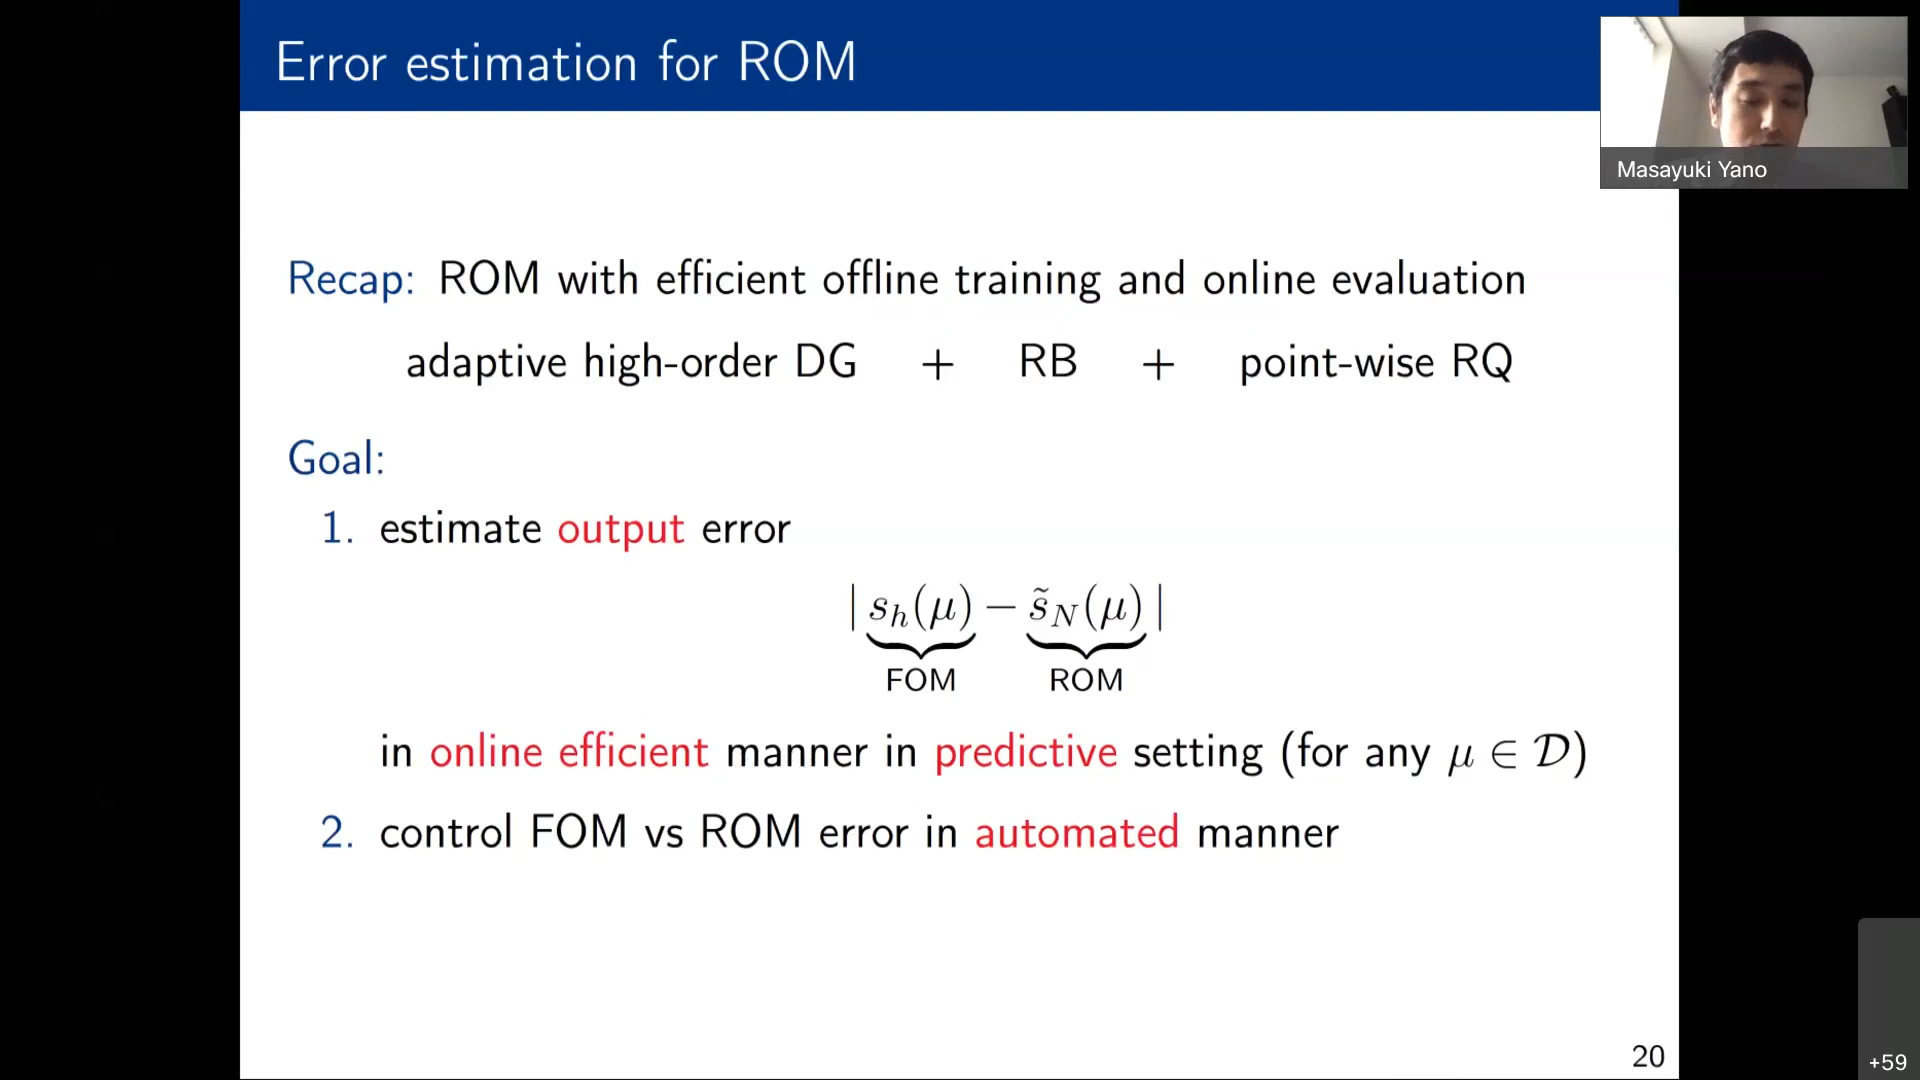 Error estimation for ROM
Masayuki Yano
Recap: ROM with efficient offline training and online evaluation
adaptive high-order DG + RB + point-wise RQ
Goal:
1. estimate output error
| s_h(μ) − s̃_N(μ) |
FOM ROM
in online efficient manner in predictive setting (for any μ ∈ 𝒟)
2. control FOM vs ROM error in automated manner
20
+59